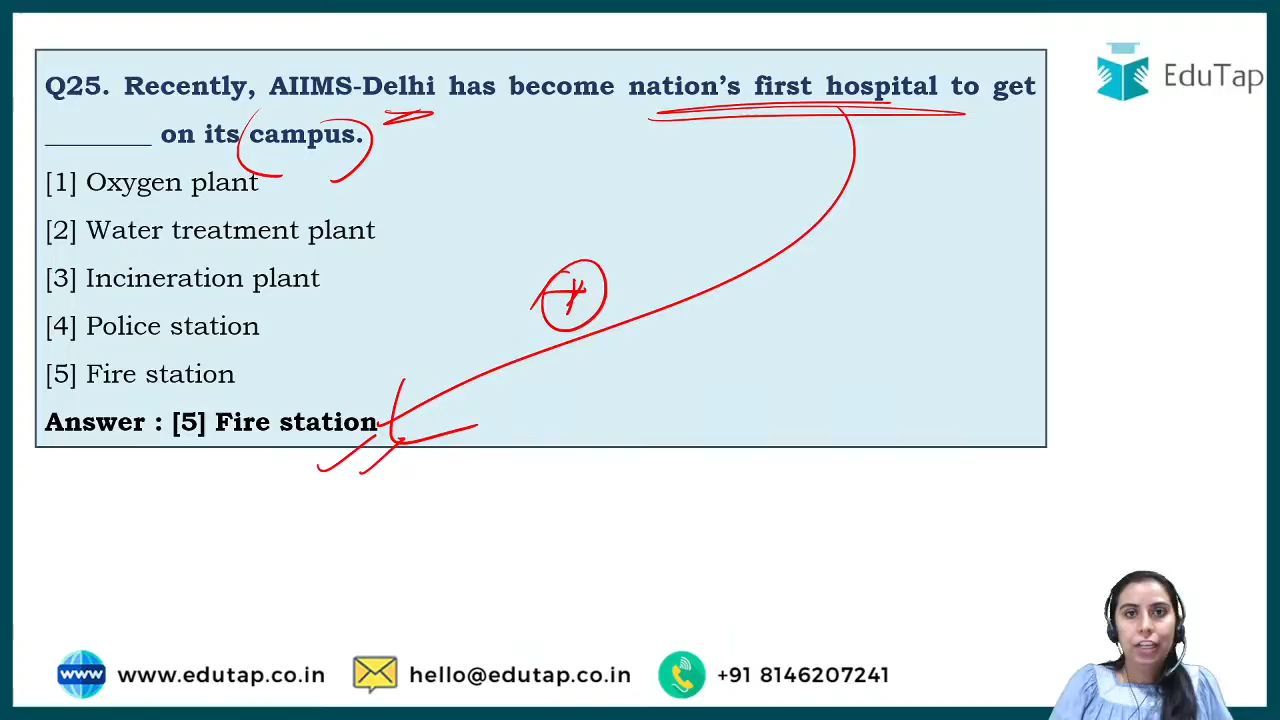 Q25. Recently, AIIMS-Delhi has become nation's first hospital to get
________ on its campus.
[1] Oxygen plant
[2] Water treatment plant
[3] Incineration plant
[4] Police station
[5] Fire station
Answer : [5] Fire station
EduTap
www www.edutap.co.in hello@edutap.co.in +91 8146207241